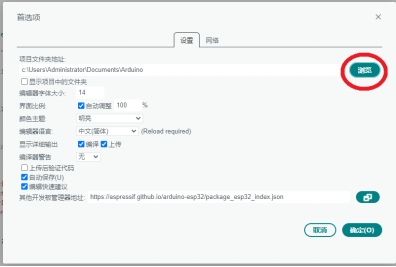 首选项
×
设置 网络
项目文件夹地址:
c:\Users\Administrator\Documents\Arduino
浏览
显示项目中的文件夹
编辑器字体大小: 14
界面比例: 自动调整 100 %
颜色主题 明亮
编辑器语言: 中文(简体) (Reload required)
显示详细输出 编译 上传
编译器警告 无
上传后验证代码
自动保存(U)
编辑快速建议
其他开发板管理器地址: https://espressif.github.io/arduino-esp32/package_esp32_index.json
取消 确定(O)